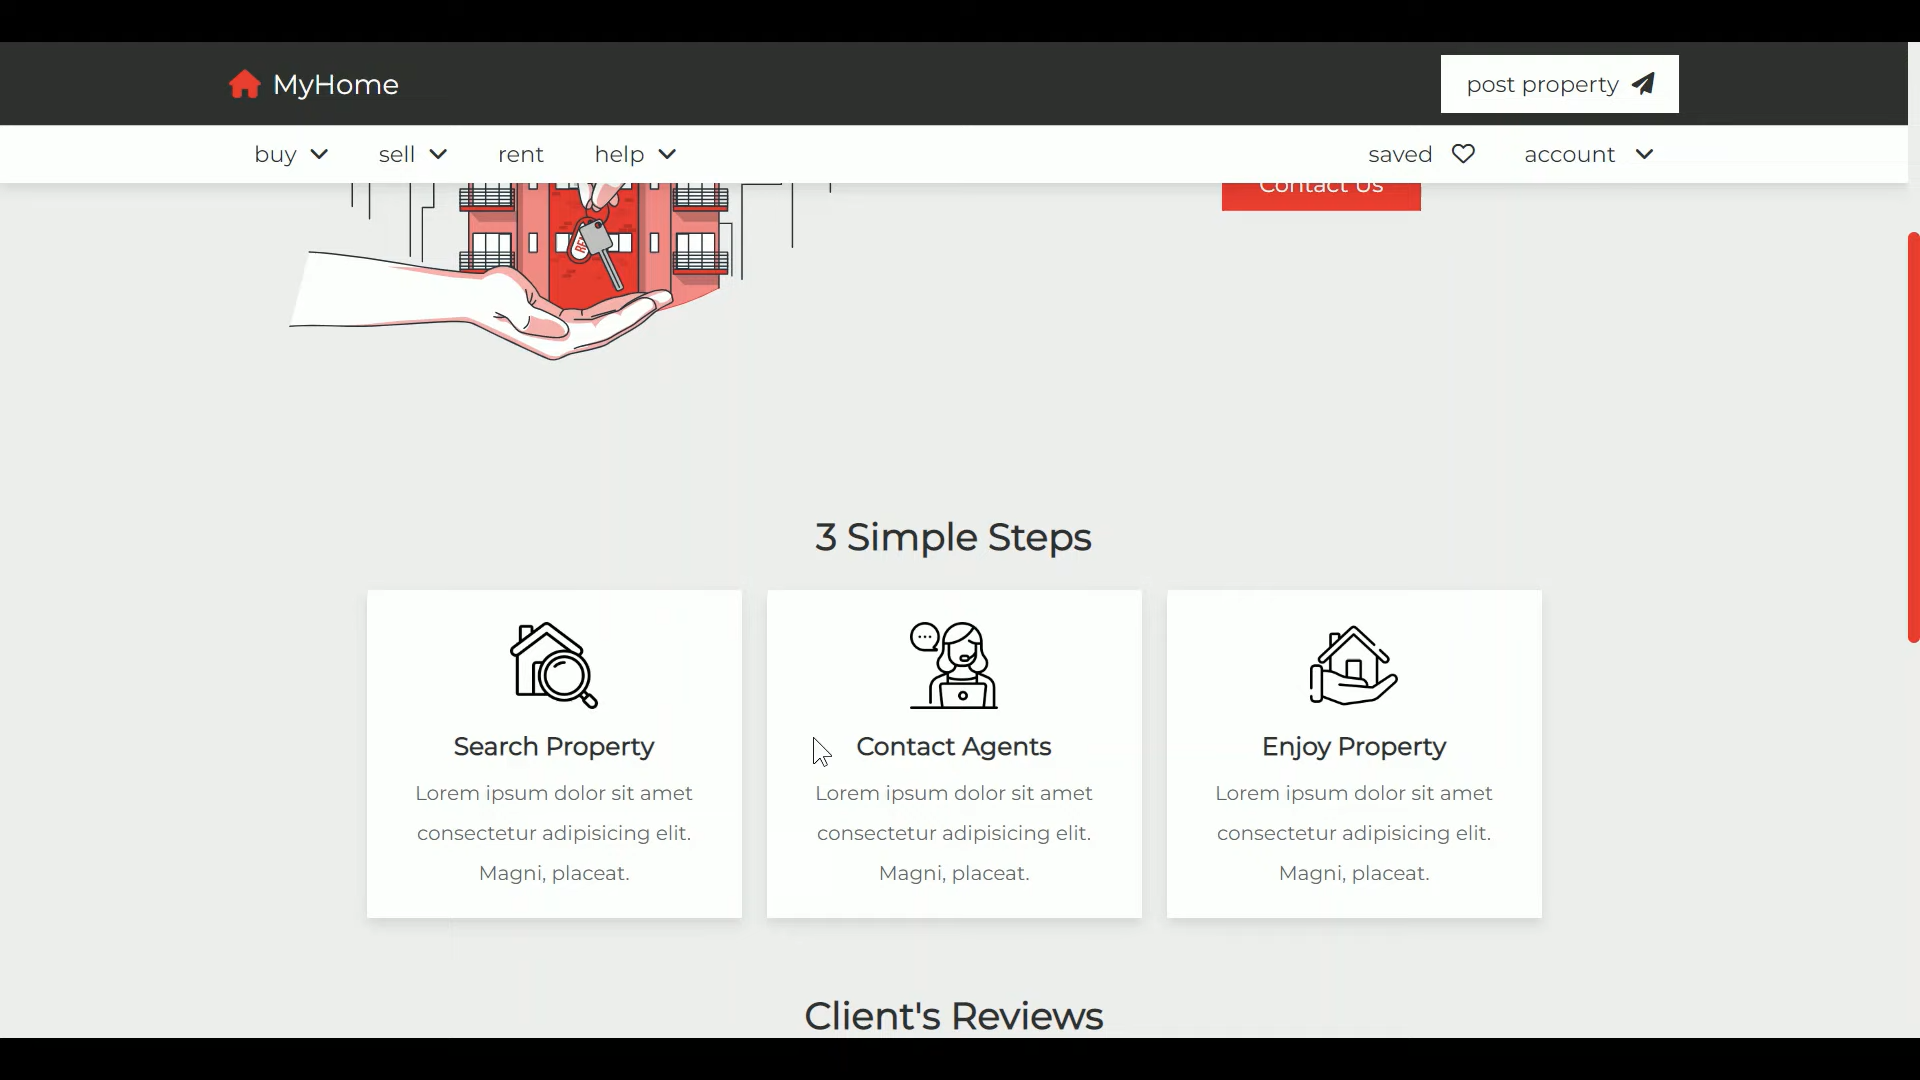 MyHome
post property
buy
sell
rent
help
saved
account
Contact Us
RE
3 Simple Steps
Search Property
Lorem ipsum dolor sit amet
consectetur adipisicing elit.
Magni, placeat.
Contact Agents
Lorem ipsum dolor sit amet
consectetur adipisicing elit.
Magni, placeat.
Enjoy Property
Lorem ipsum dolor sit amet
consectetur adipisicing elit.
Magni, placeat.
Client's Reviews